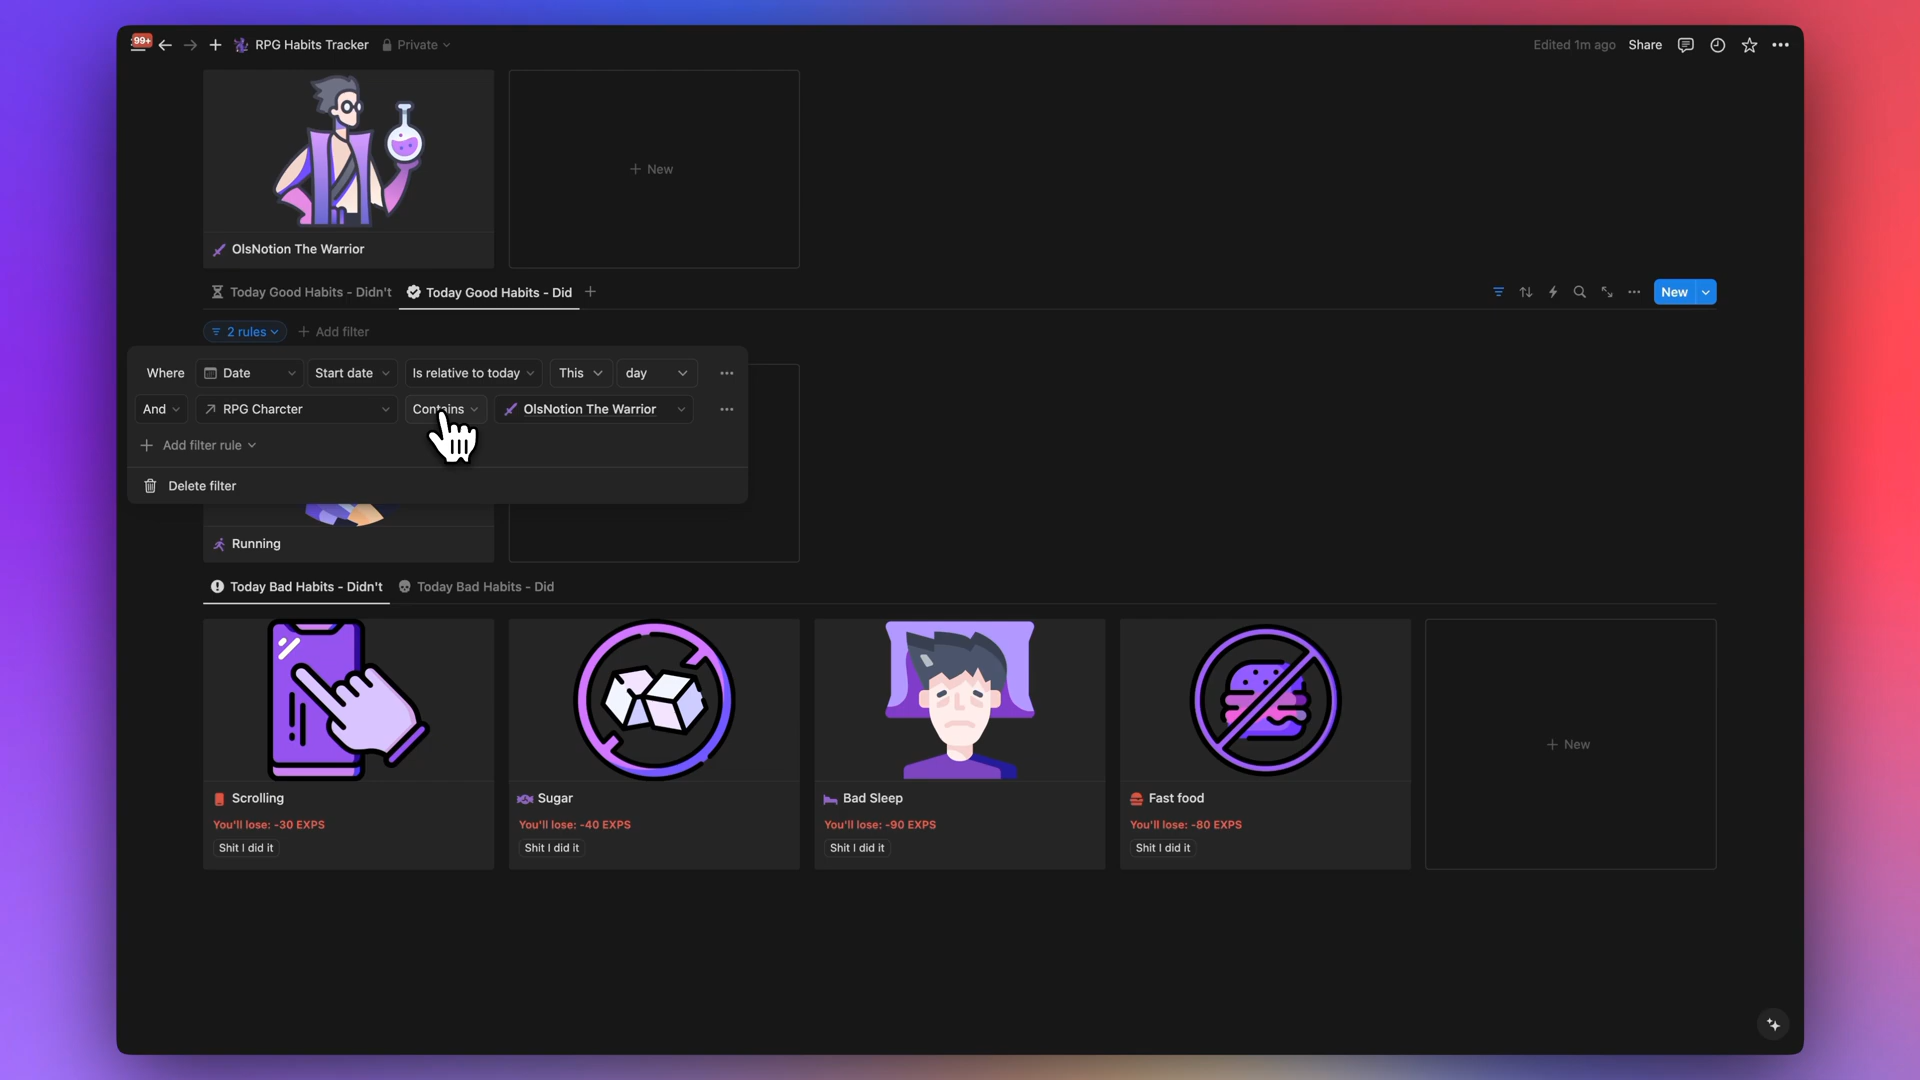 99+
RPG Habits Tracker
Private
Edited 1m ago
Share
+ New
OlsNotion The Warrior
Today Good Habits - Didn't
Today Good Habits - Did
New
2 rules
Add filter
Where
Date
Start date
Is relative to today
This
day
And
RPG Charcter
Contains
OlsNotion The Warrior
Add filter rule
Delete filter
Running
Today Bad Habits - Didn't
Today Bad Habits - Did
Scrolling
You'll lose: -30 EXPS
Shit I did it
Sugar
You'll lose: -40 EXPS
Shit I did it
Bad Sleep
You'll lose: -90 EXPS
Shit I did it
Fast food
You'll lose: -80 EXPS
Shit I did it
+ New